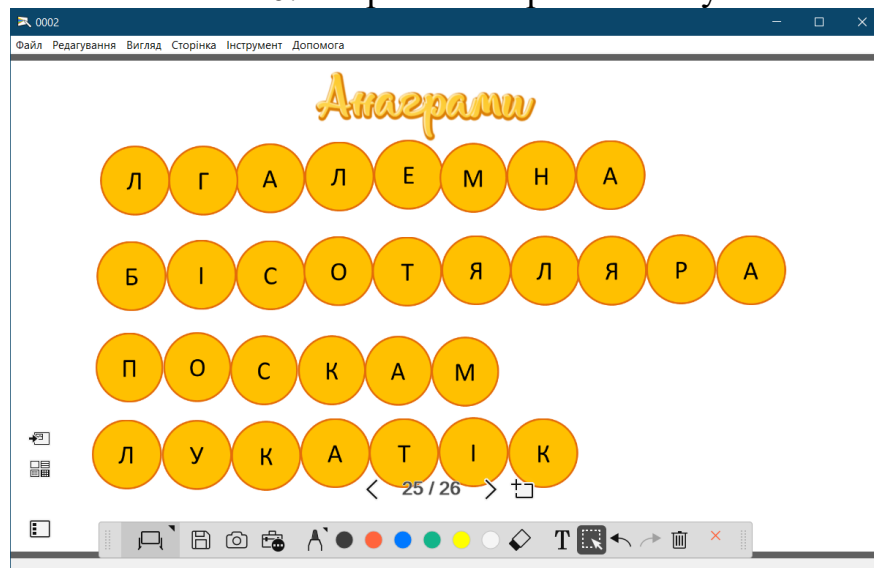 0002
Файл Редагування Вигляд Сторінка Інструмент Допомога
Анаграми
Л Г А Л Е М Н А
Б І С О Т Я Л Я Р А
П О С К А М
Л У К А Т І К
25 / 26
T